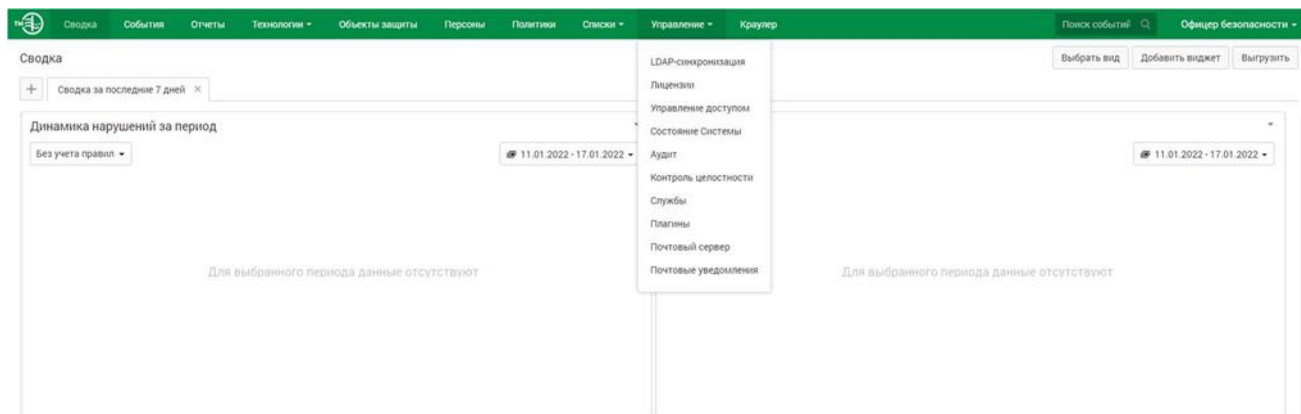 TM Сводка События Отчеты Технологии Объекты защиты Персоны Политики Списки Управление Краулер Поиск событий Офицер безопасности
Сводка
Выбрать вид Добавить виджет Выгрузить
+ Сводка за последние 7 дней ×
LDAP-синхронизация
Лицензии
Управление доступом
Состояние Системы
Аудит
Контроль целостности
Службы
Плагины
Почтовый сервер
Почтовые уведомления
Динамика нарушений за период
Без учета правил 11.01.2022 - 17.01.2022
Для выбранного периода данные отсутствуют
11.01.2022 - 17.01.2022
Для выбранного периода данные отсутствуют